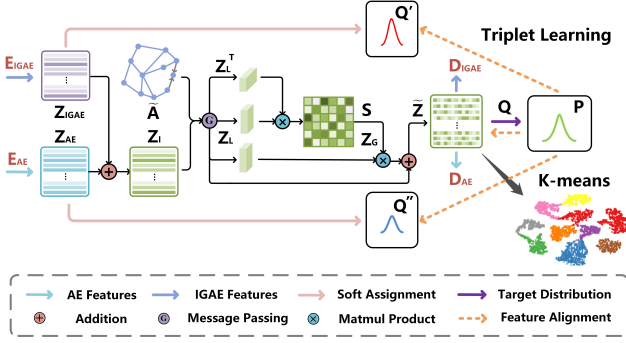 Q'
Triplet Learning
E_IGAE
Z_IGAE
Ã
Z_L^T
D_IGAE
S
Z̃
Q
P
G
Z_AE
Z_I
Z_L
Z_G
E_AE
D_AE
K-means
Q''
AE Features
IGAE Features
Soft Assignment
Target Distribution
Addition
G
Message Passing
Matmul Product
Feature Alignment